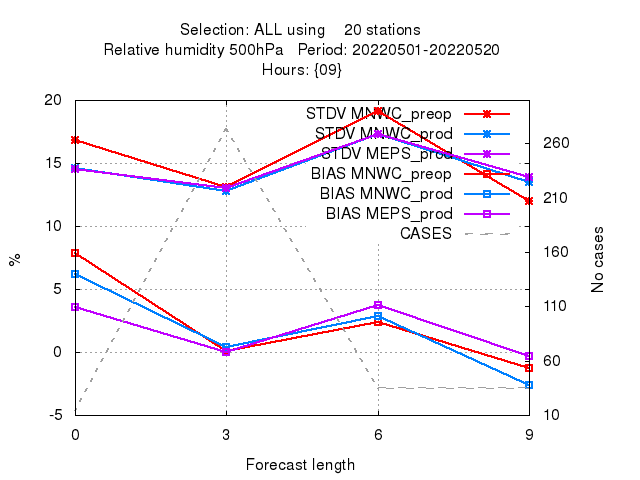 Selection: ALL using 20 stations
Relative humidity 500hPa Period: 20220501-20220520
Hours: {09}
20
15
10
5
0
-5
%
STDV MNWC_preop
STDV MNWC_prod
STDV MEPS_prod
BIAS MNWC_preop
BIAS MNWC_prod
BIAS MEPS_prod
CASES
260
210
160
110
60
10
No cases
0 3 6 9
Forecast length